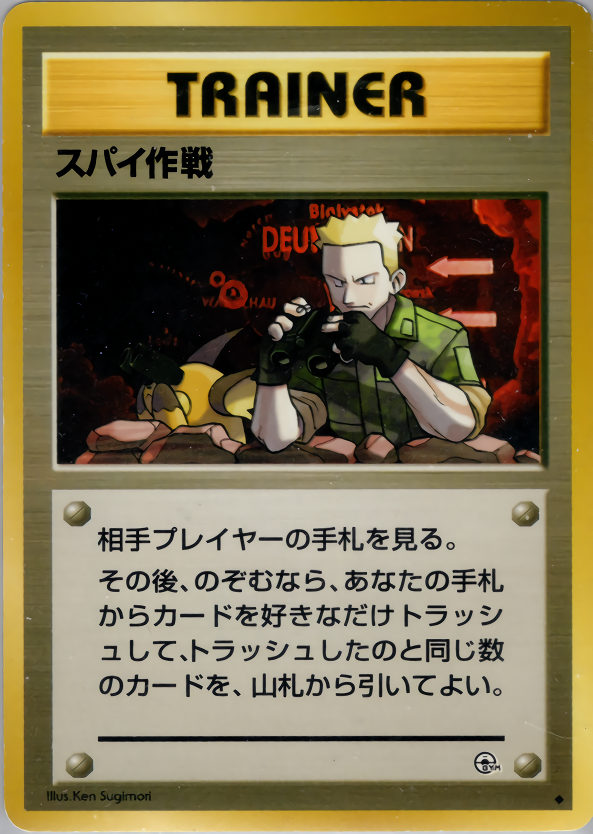 TRAINER
スパイ作戦
Bialystok
DEU
WARSCHAU
相手プレイヤーの手札を見る。
その後、のぞむなら、あなたの手札
からカードを好きなだけトラッシ
ュして、トラッシュしたのと同じ数
のカードを、山札から引いてよい。
GYM
Illus. Ken Sugimori